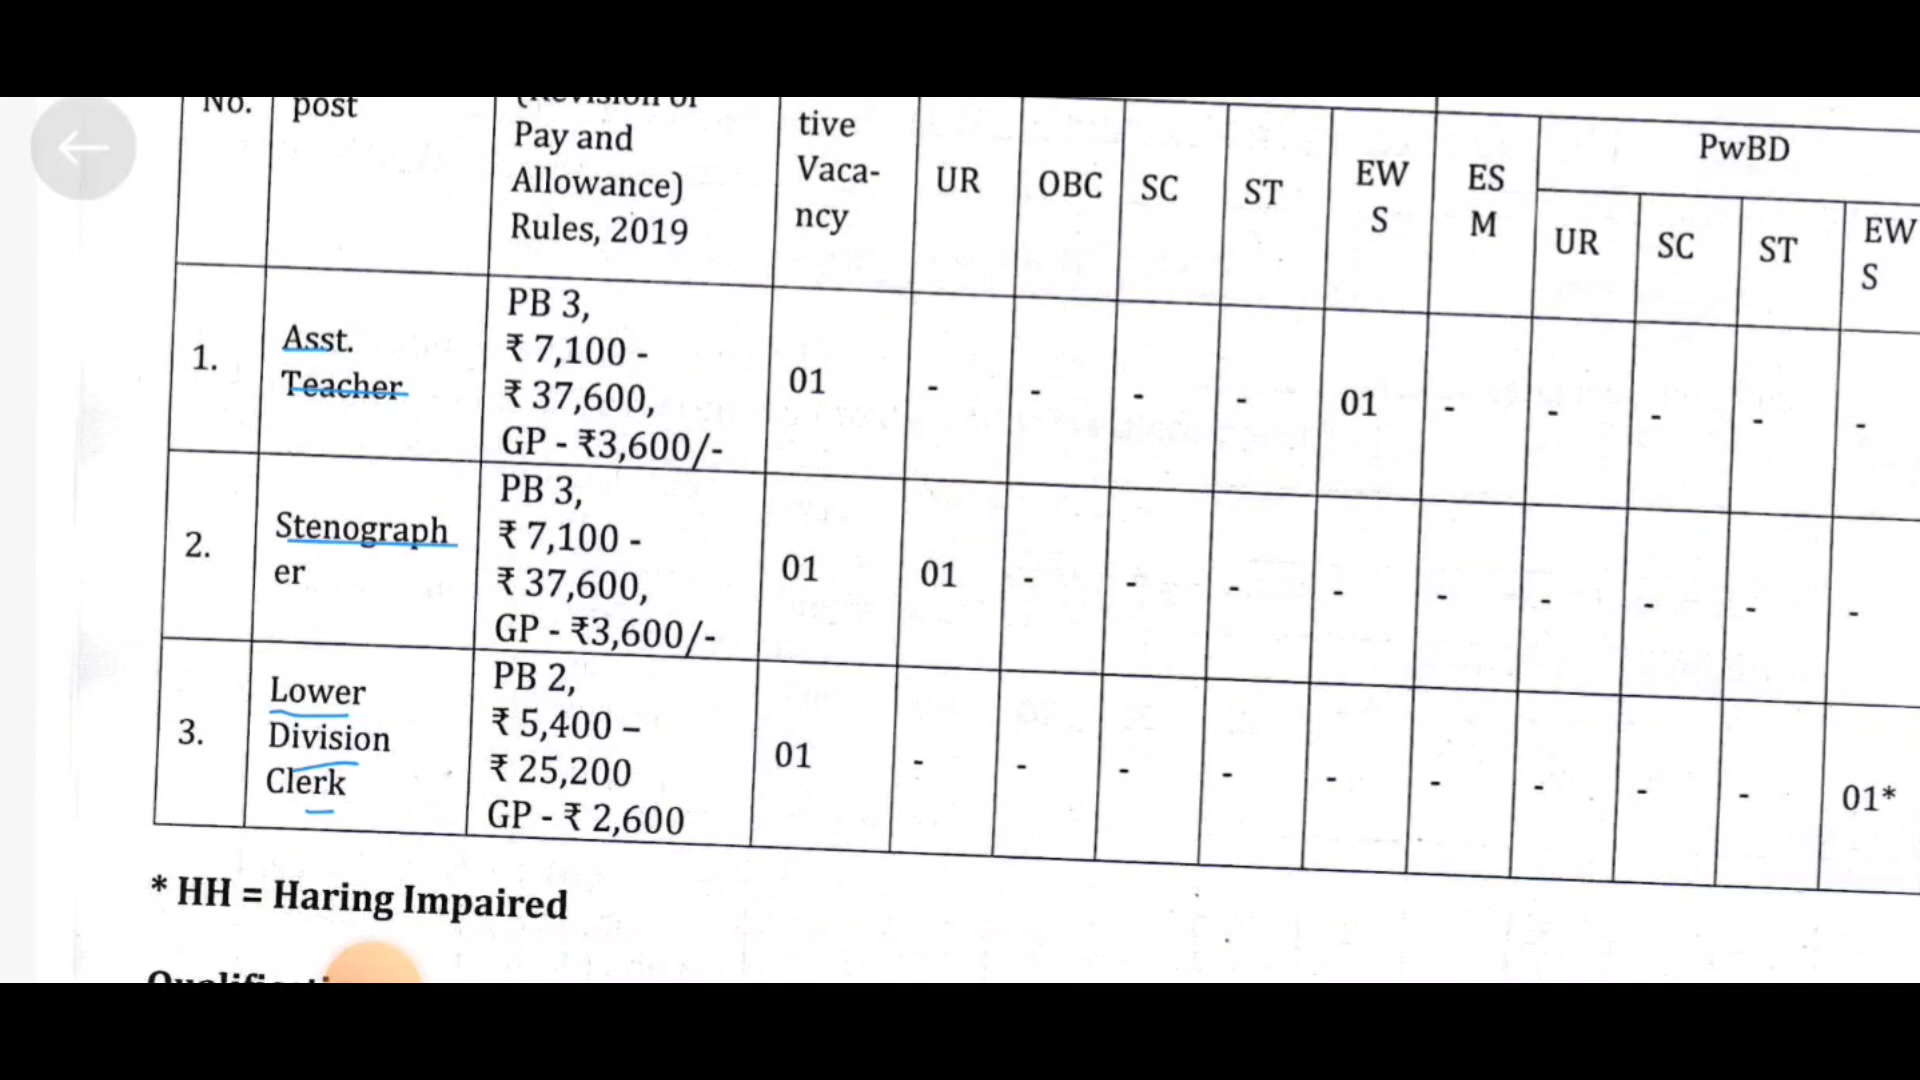 No. post (Revision of tive
Pay and Vaca- ncy
Allowance)
Rules, 2019
UR OBC SC ST EW S ES M PwBD
UR SC ST EW S
1. Asst. Teacher PB 3, 01 - - - - 01 - - - - -
₹ 7,100 -
₹ 37,600,
GP - ₹3,600/-
2. Stenograph er PB 3, 01 01 - - - - - - - - -
₹ 7,100 -
₹ 37,600,
GP - ₹3,600/-
3. Lower Division Clerk PB 2, 01 - - - - - - - - - 01*
₹ 5,400 –
₹ 25,200
GP - ₹ 2,600
* HH = Haring Impaired